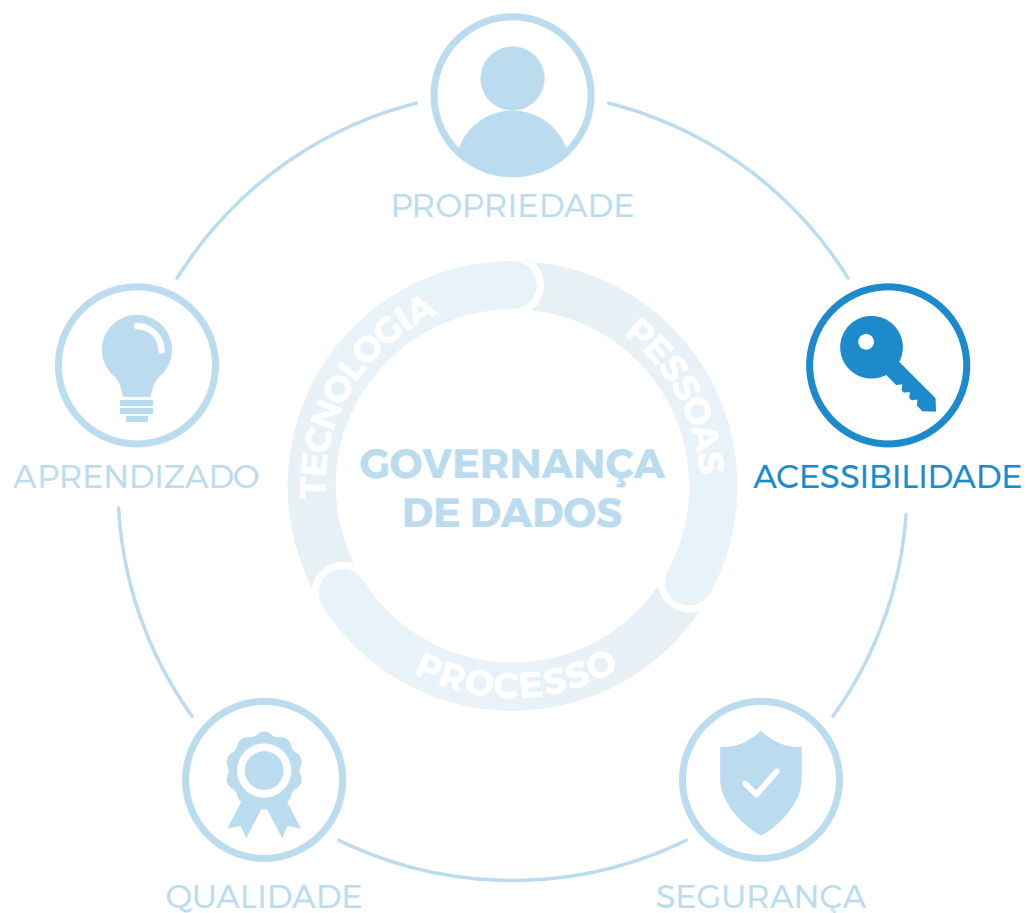 PROPRIEDADE
TECNOLOGIA
PESSOAS
GOVERNANÇA
DE DADOS
APRENDIZADO
ACESSIBILIDADE
PROCESSO
QUALIDADE
SEGURANÇA